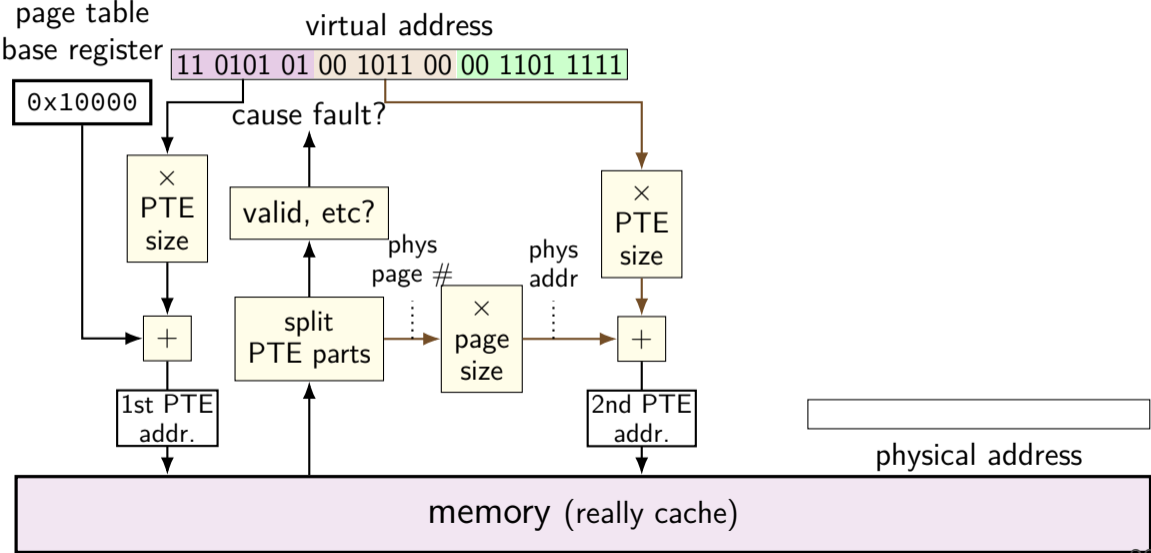 page table
base register
virtual address
11 0101 01 00 1011 00 00 1101 1111
0x10000
cause fault?
×
PTE
size
valid, etc?
×
PTE
size
phys
page #
phys
addr
split
PTE parts
×
page
size
+
+
1st PTE
addr.
2nd PTE
addr.
physical address
memory (really cache)